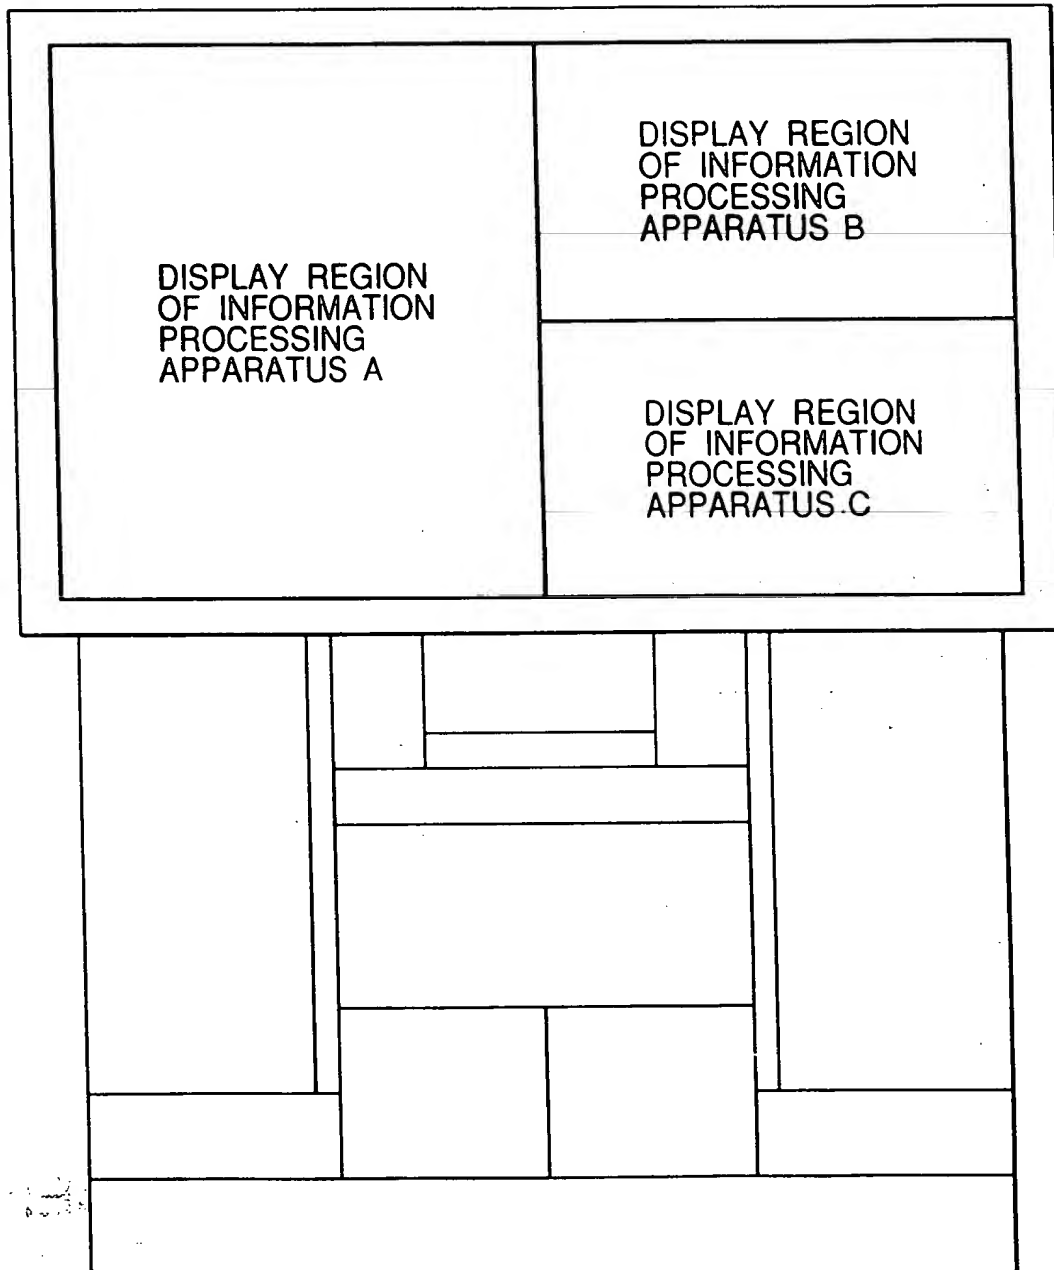 DISPLAY REGION
OF INFORMATION
PROCESSING
APPARATUS A
DISPLAY REGION
OF INFORMATION
PROCESSING
APPARATUS B
DISPLAY REGION
OF INFORMATION
PROCESSING
APPARATUS C